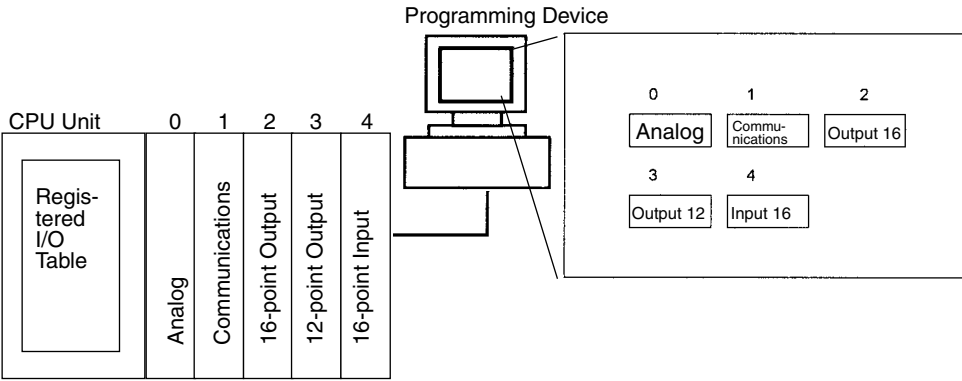 Programming Device
CPU Unit 0 1 2 3 4
Regis-
tered
I/O
Table
Analog
Communications
16-point Output
12-point Output
16-point Input
0 1 2
Analog
Commu-
nications
Output 16
3 4
Output 12
Input 16